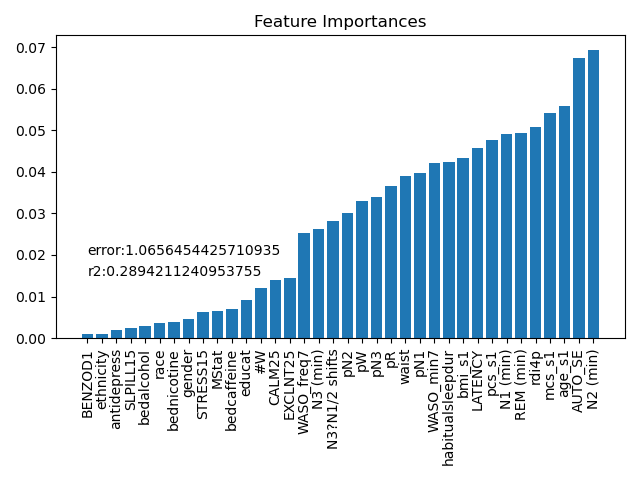 Feature Importances
0.07
0.06
0.05
0.04
0.03
0.02
0.01
0.00
error:1.0656454425710935
r2:0.2894211240953755
BENZOD1
ethnicity
antidepress
SLPILL15
bedalcohol
race
bednicotine
gender
STRESS15
MStat
bedcaffeine
educat
#W
CALM25
EXCLNT25
WASO_freq7
N3 (min)
N3?N1/2 shifts
pN2
pW
pN3
pR
waist
pN1
WASO_min7
habitualsleepdur
bmi_s1
LATENCY
pcs_s1
N1 (min)
REM (min)
rdi4p
mcs_s1
age_s1
AUTO_SE
N2 (min)